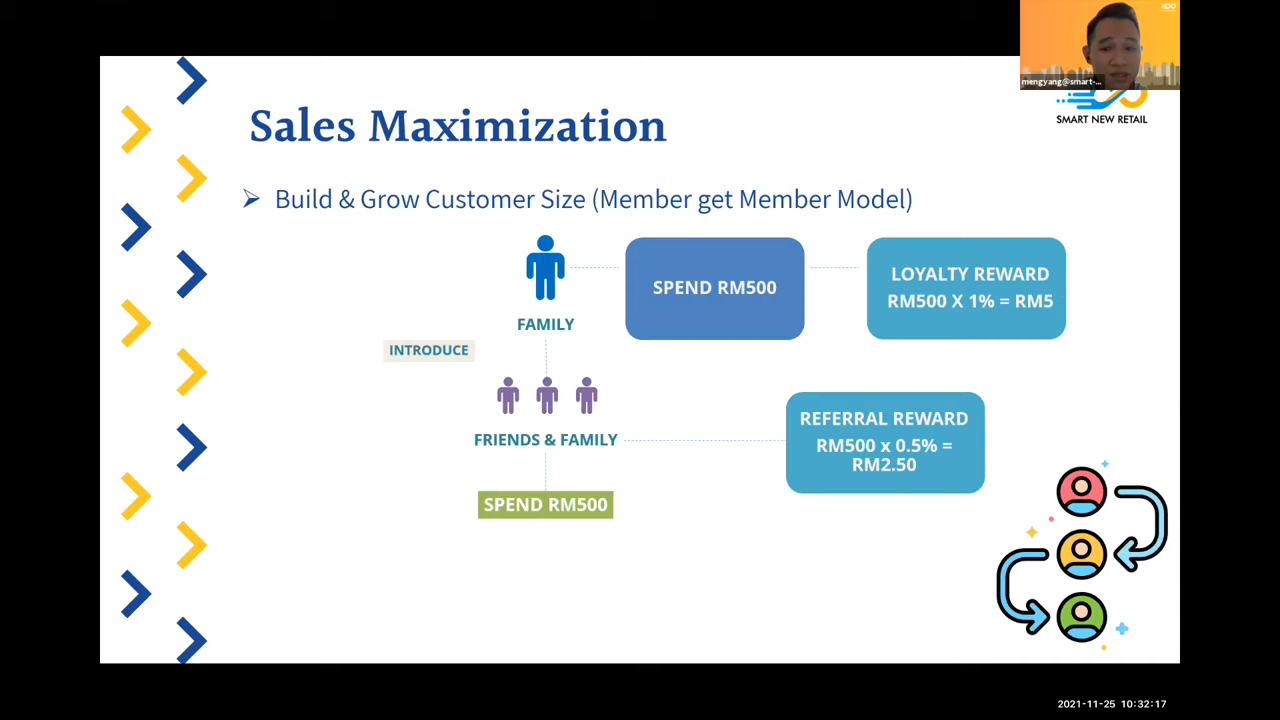 mengyang@smart-...
SMART NEW RETAIL
Sales Maximization
Build & Grow Customer Size (Member get Member Model)
SPEND RM500
LOYALTY REWARD
RM500 X 1% = RM5
FAMILY
INTRODUCE
FRIENDS & FAMILY
REFERRAL REWARD
RM500 x 0.5% =
RM2.50
SPEND RM500
2021-11-25 10:32:17